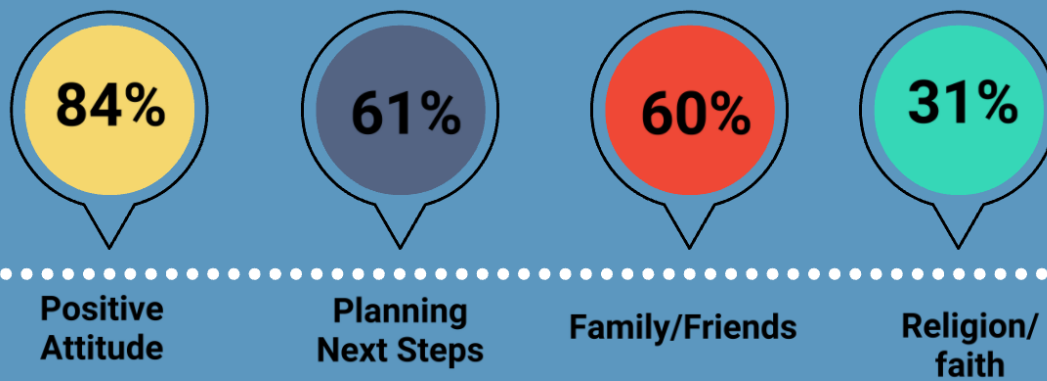 84%
61%
60%
31%
Positive
Attitude
Planning
Next Steps
Family/Friends
Religion/
faith